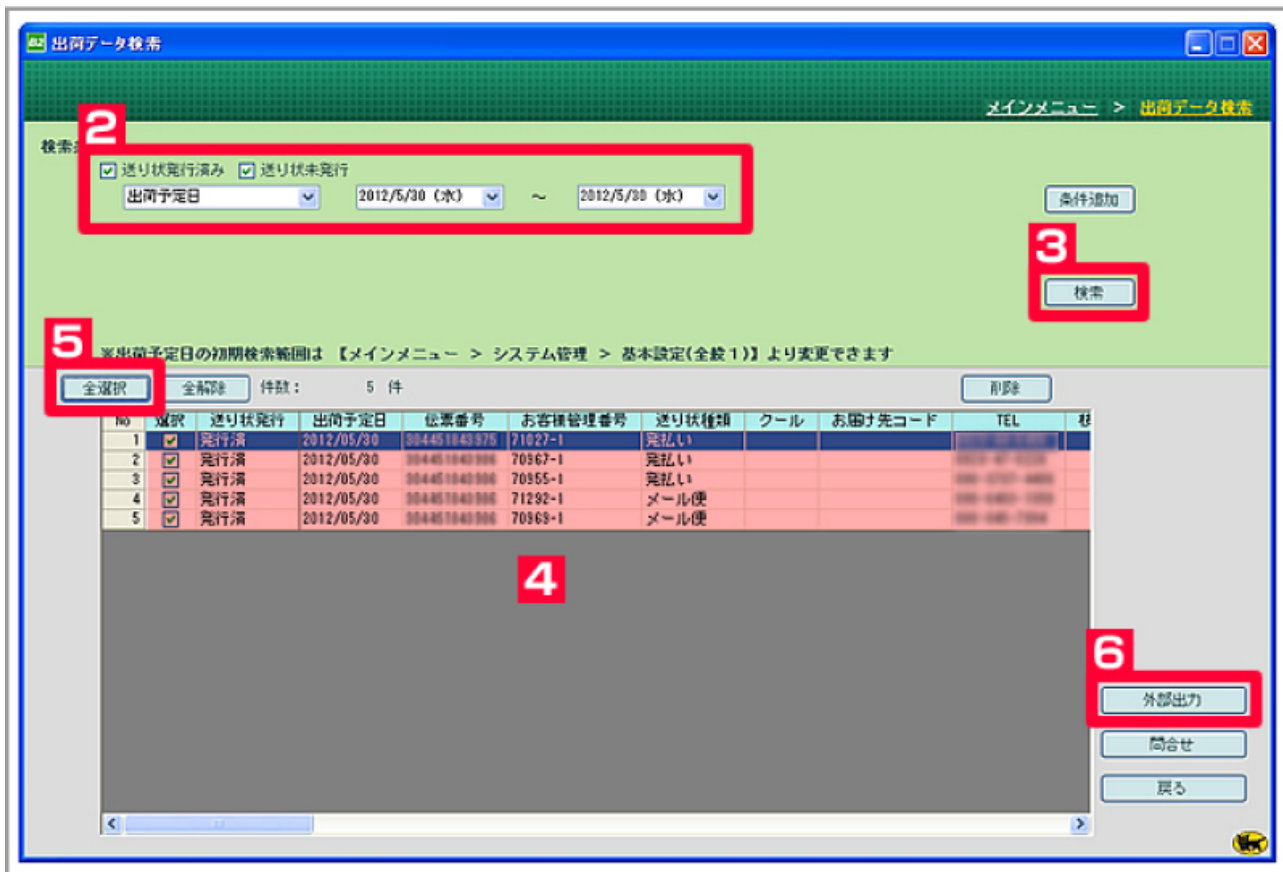 B2 出荷データ検索
メインメニュー > 出荷データ検索
2
検索
送り状発行済み 送り状未発行
出荷予定日 2012/5/30 (水) ～ 2012/5/30 (水)
条件追加
3
検索
5
※出荷予定日の初期検索範囲は 【メインメニュー > システム管理 > 基本設定(全般1)】より変更できます
全選択 全解除 件数： 5 件 削除
No 選択 送り状発行 出荷予定日 伝票番号 お客様管理番号 送り状種類 クール お届け先コード TEL 枝
1 発行済 2012/05/30 71027-1 発払い
2 発行済 2012/05/30 70967-1 発払い
3 発行済 2012/05/30 70955-1 発払い
4 発行済 2012/05/30 71292-1 メール便
5 発行済 2012/05/30 70969-1 メール便
4
6
外部出力
問合せ
戻る